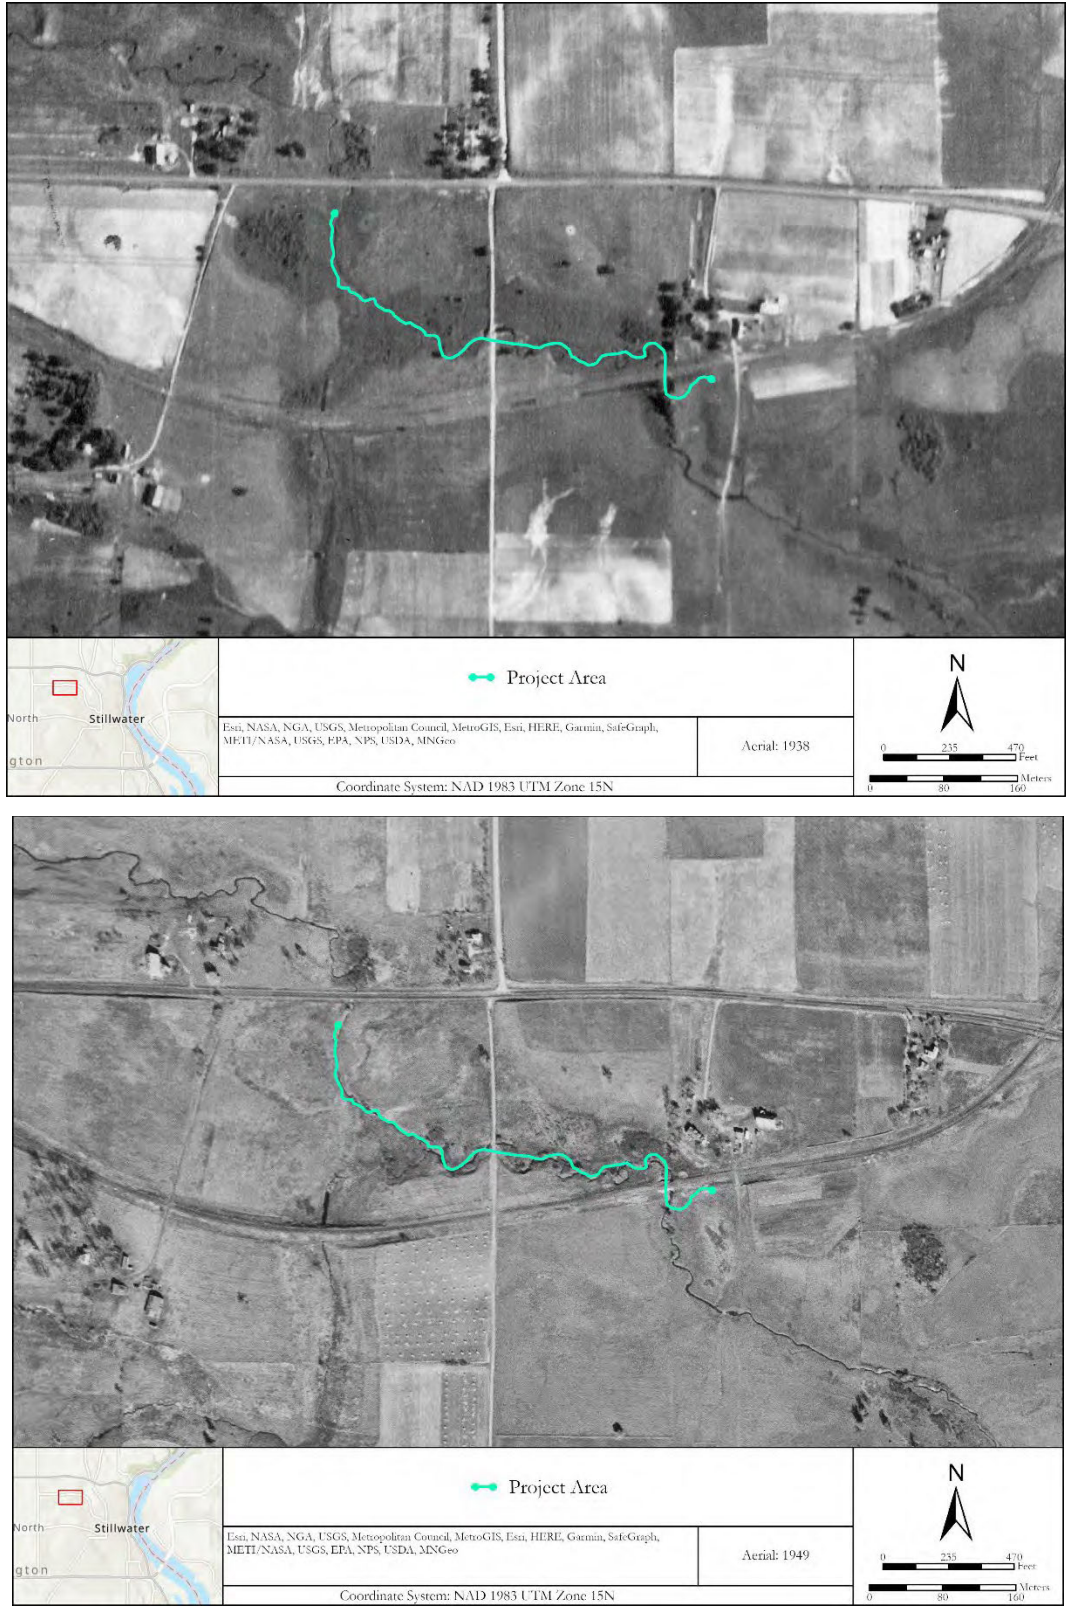 North
Stillwater
gton
Project Area
Esri, NASA, NGA, USGS, Metropolitan Council, MetroGIS, Esri, HERE, Garmin, SafeGraph,
METI/NASA, USGS, EPA, NPS, USDA, MNGeo
Aerial: 1938
Coordinate System: NAD 1983 UTM Zone 15N
N
0 235 470
Feet
Meters
0 80 160
North
Stillwater
gton
Project Area
Esri, NASA, NGA, USGS, Metropolitan Council, MetroGIS, Esri, HERE, Garmin, SafeGraph,
METI/NASA, USGS, EPA, NPS, USDA, MNGeo
Aerial: 1949
Coordinate System: NAD 1983 UTM Zone 15N
N
0 235 470
Feet
Meters
0 80 160